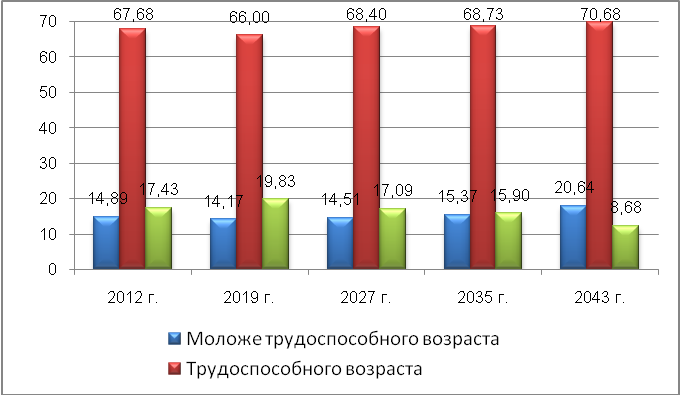 70
60
50
40
30
20
10
0
67,68 66,00 68,40 68,73 70,68
14,89 17,43 14,17 19,83 14,51 17,09 15,37 15,90 20,64 8,68
2012 г. 2019 г. 2027 г. 2035 г. 2043 г.
Моложе трудоспособного возраста
Трудоспособного возраста